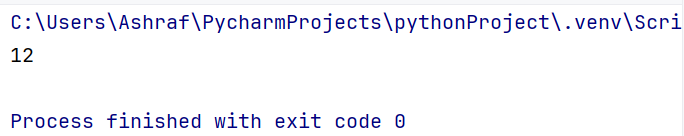 C:\Users\Ashraf\PycharmProjects\pythonProject\.venv\Scri
12
Process finished with exit code 0